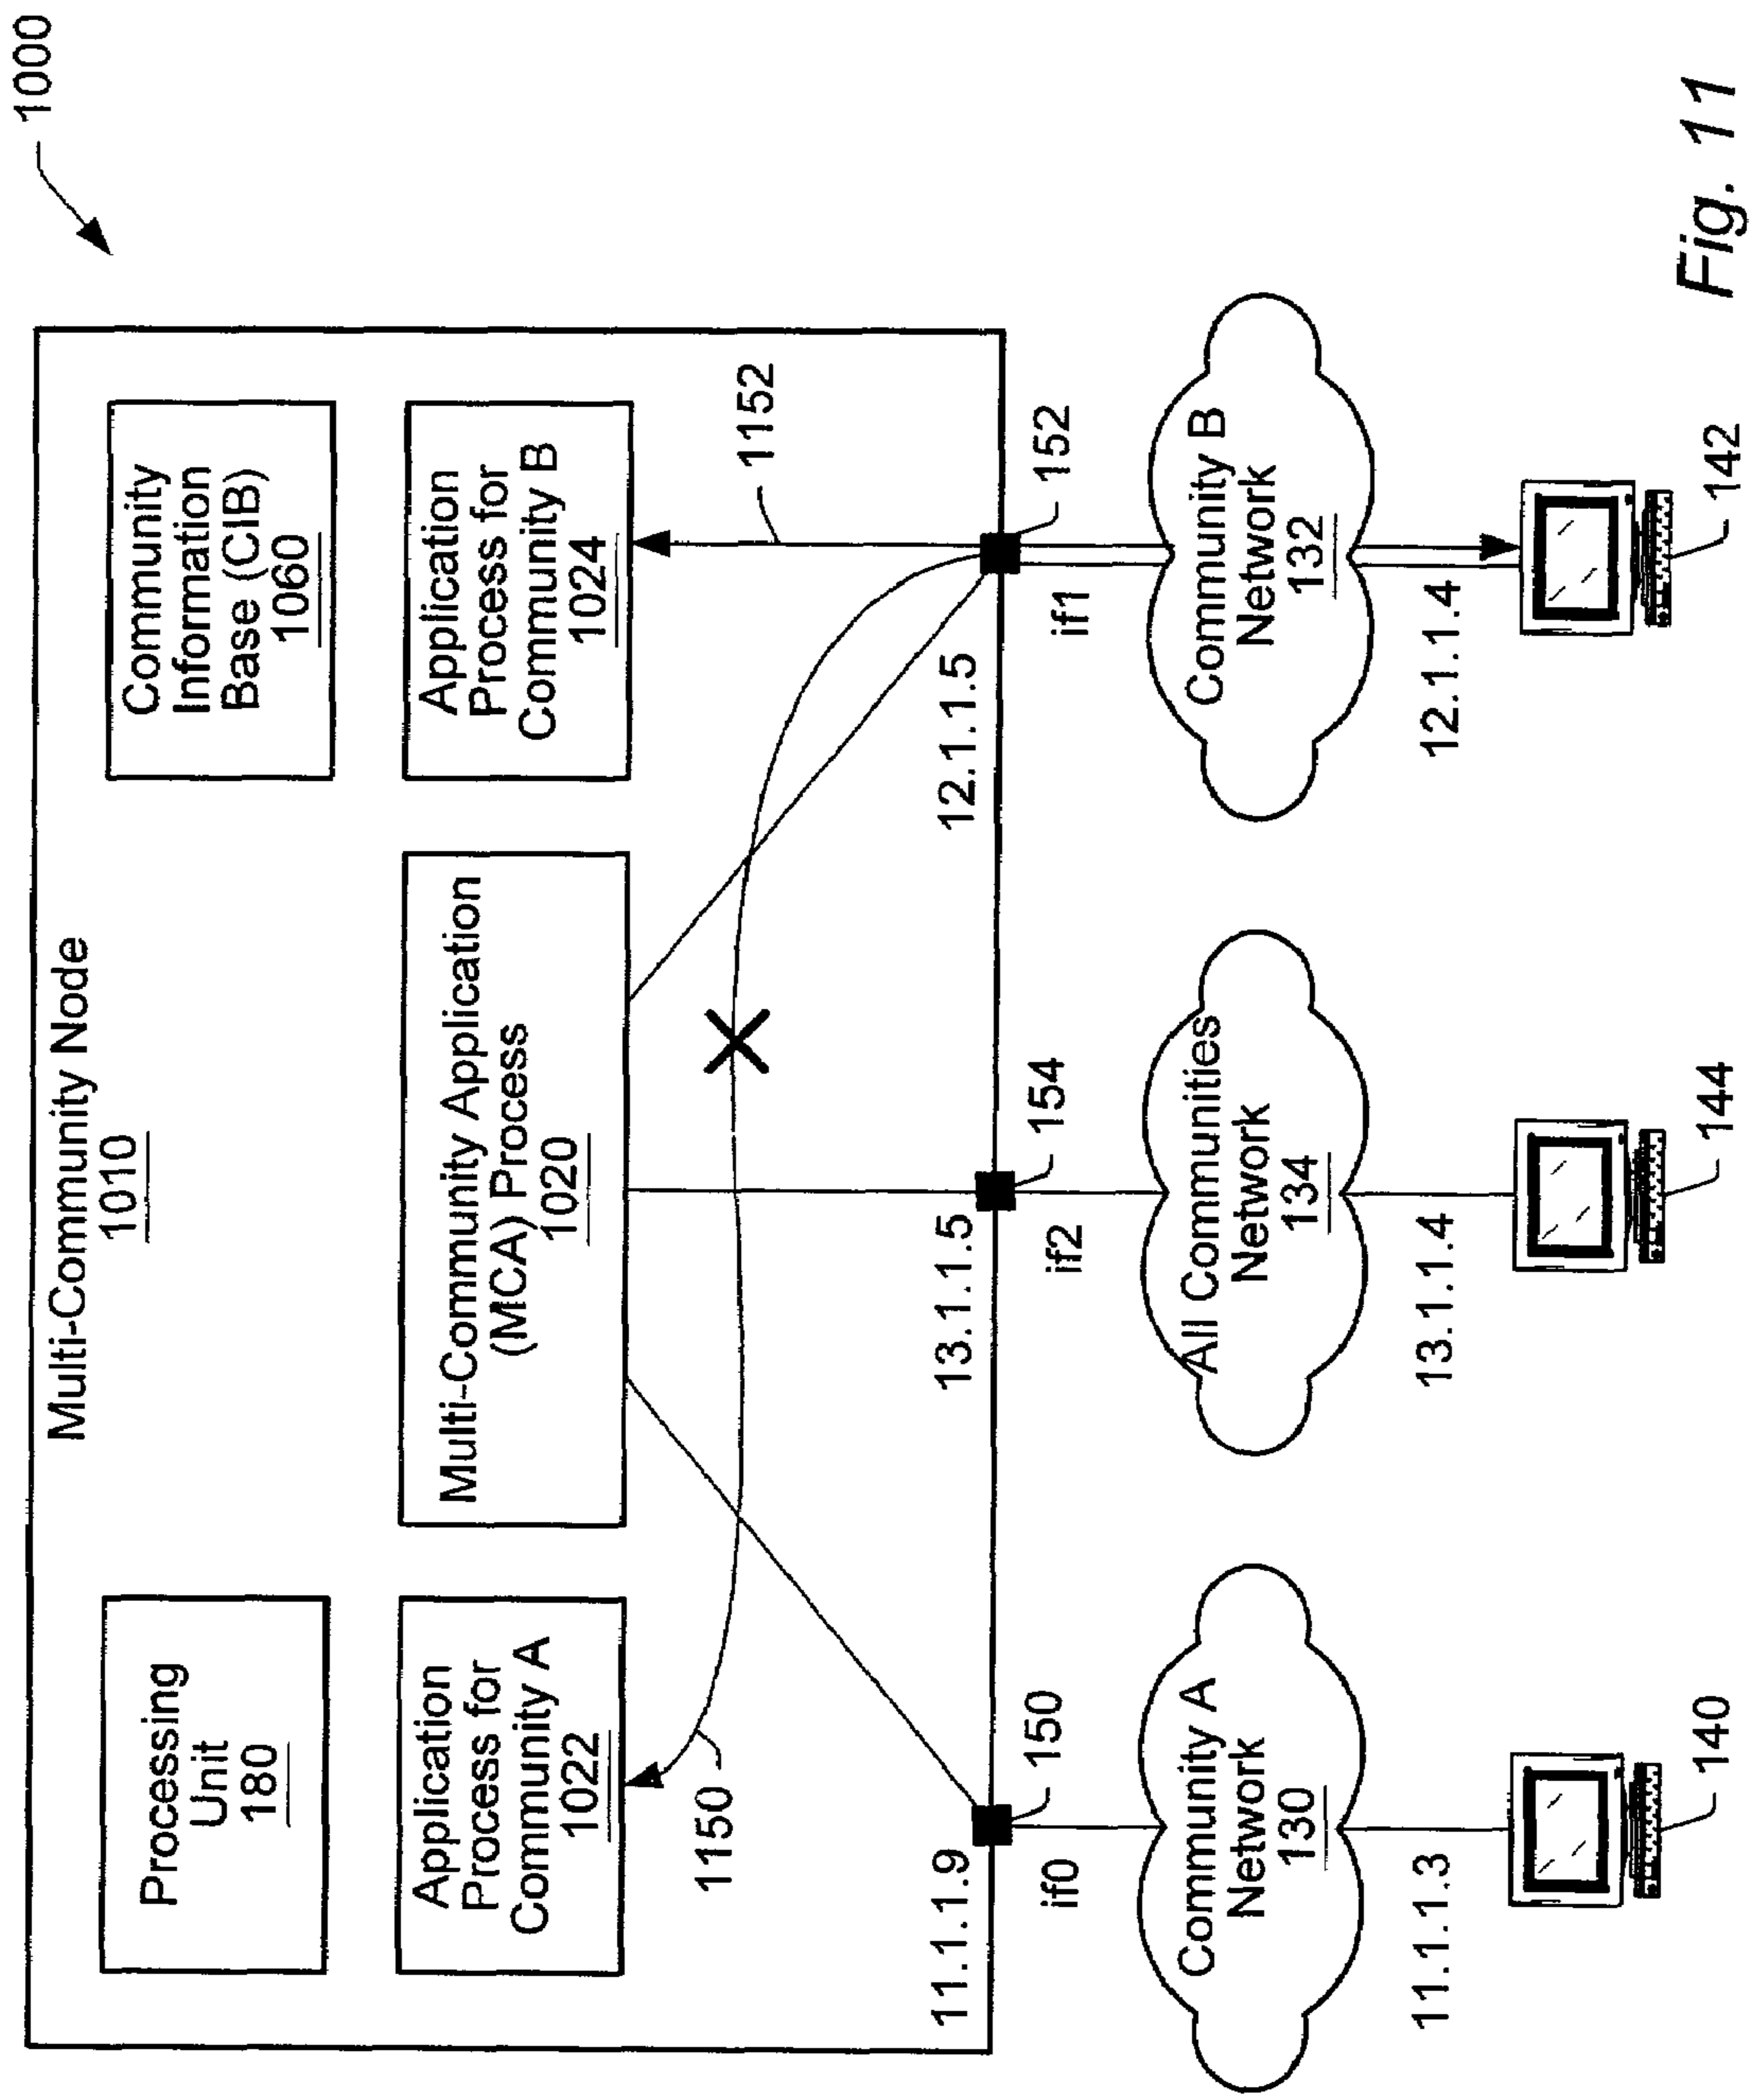 1000
Multi-Community Node
1010
Processing
Unit
180
Community
Information
Base (CIB)
1060
Application
Process for
Community A
1022
Multi-Community Application
(MCA) Process
1020
Application
Process for
Community B
1024
1150
1152
11.1.1.9
13.1.1.5
12.1.1.5
150
154
152
if0
if2
if1
Community A
Network
130
All Communities
Network
134
Community B
Network
132
11.1.1.3
13.1.1.4
12.1.1.4
140
144
142
Fig. 11